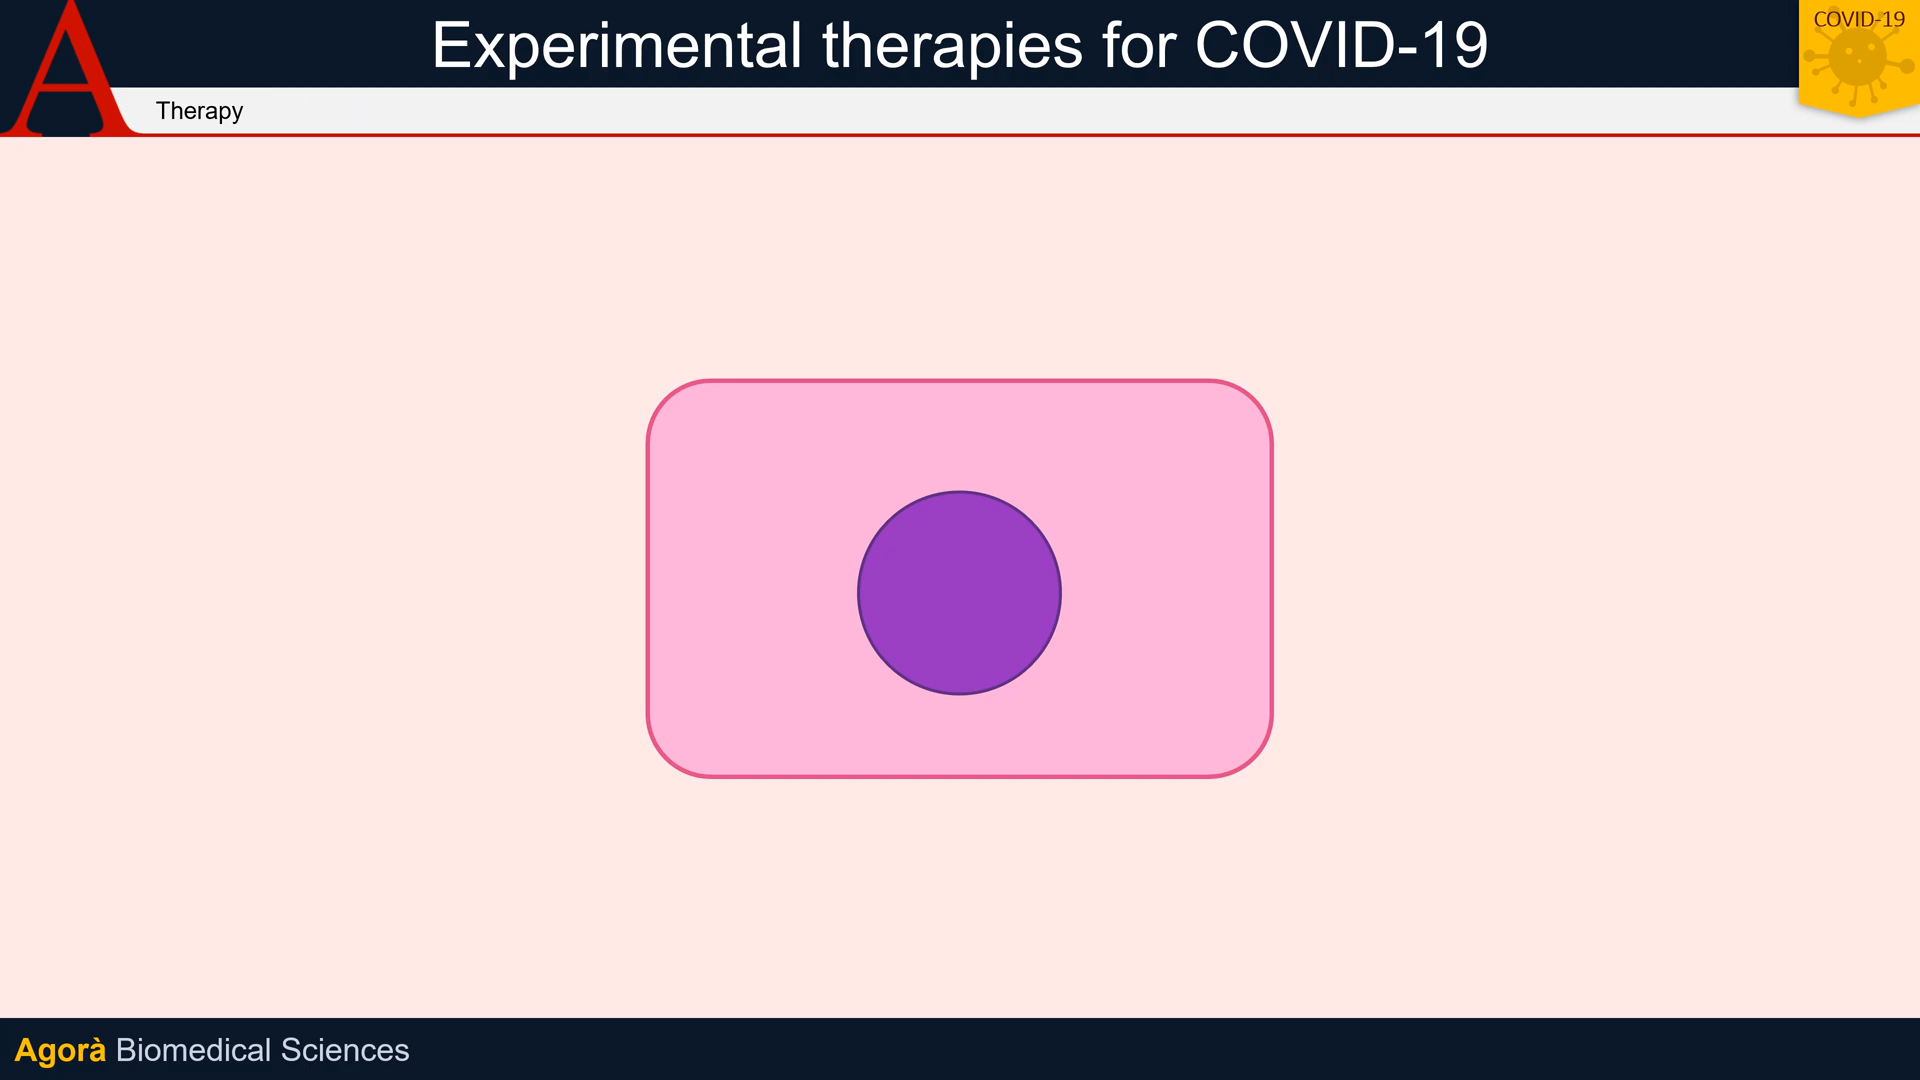 Experimental therapies for COVID-19
COVID-19
A
Therapy
Agorà Biomedical Sciences